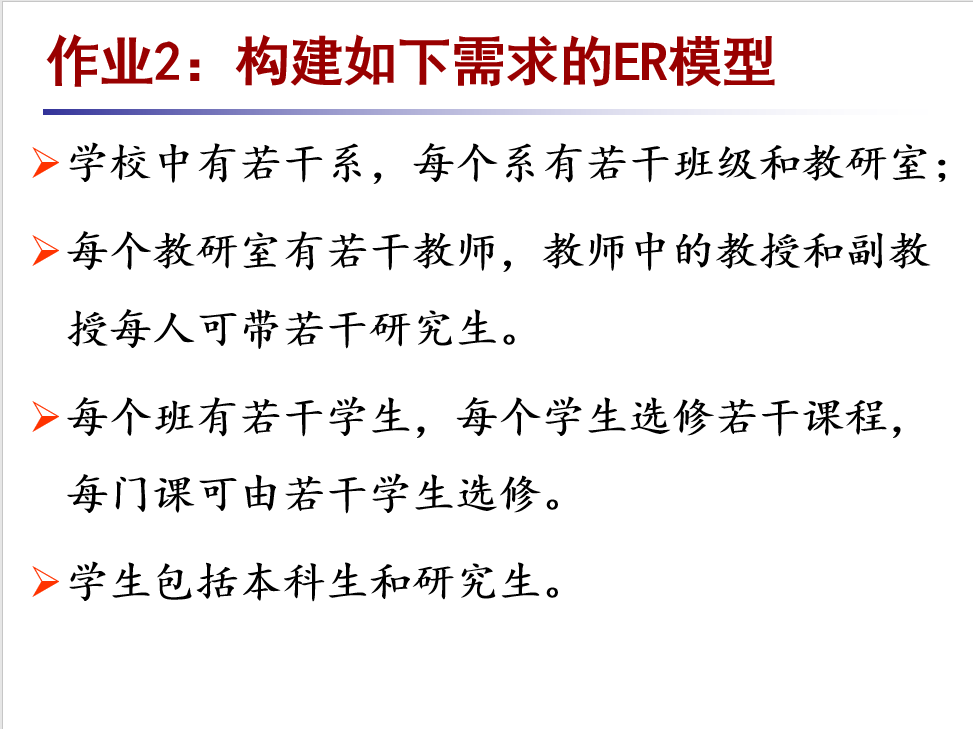 作业2：构建如下需求的ER模型
学校中有若干系，每个系有若干班级和教研室；
每个教研室有若干教师，教师中的教授和副教
授每人可带若干研究生。
每个班有若干学生，每个学生选修若干课程，
每门课可由若干学生选修。
学生包括本科生和研究生。